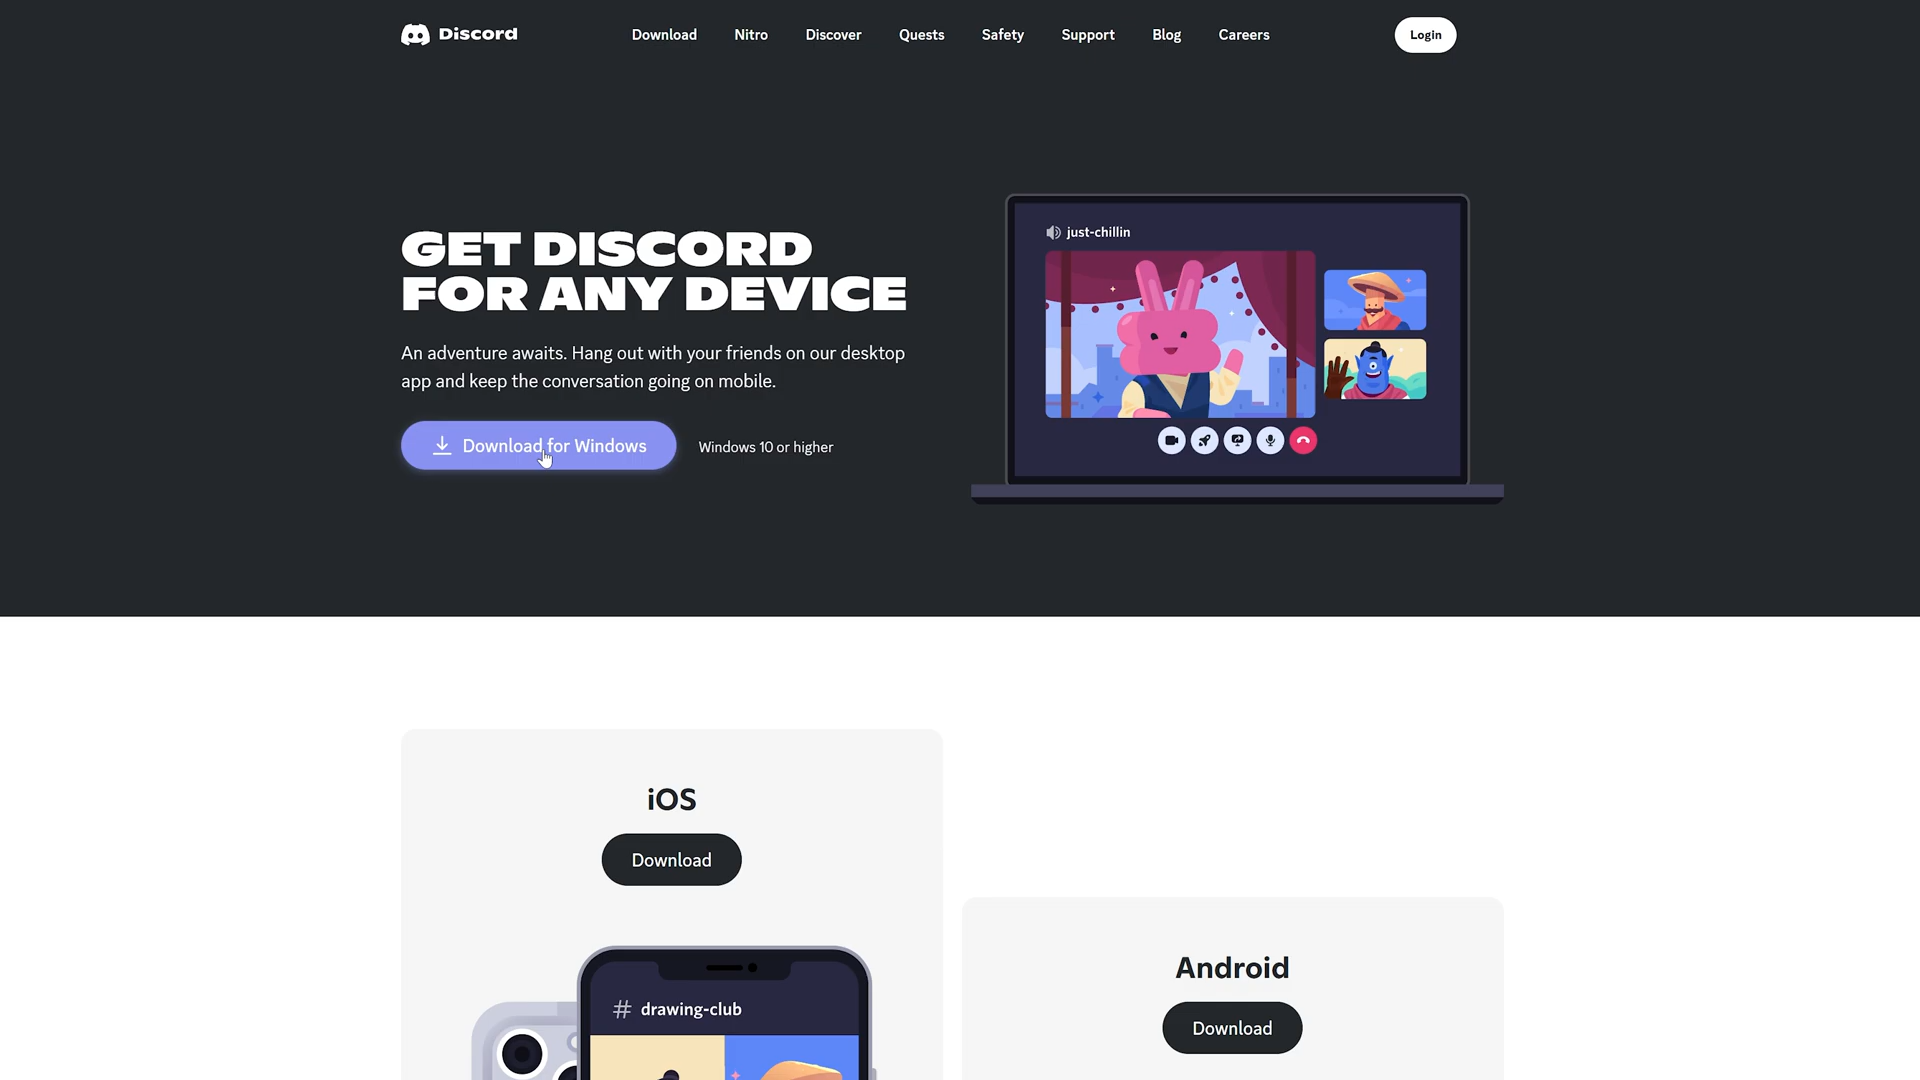 Discord
Download
Nitro
Discover
Quests
Safety
Support
Blog
Careers
Login
GET DISCORD
FOR ANY DEVICE
An adventure awaits. Hang out with your friends on our desktop
app and keep the conversation going on mobile.
Download for Windows
Windows 10 or higher
just-chillin
iOS
Download
# drawing-club
Android
Download